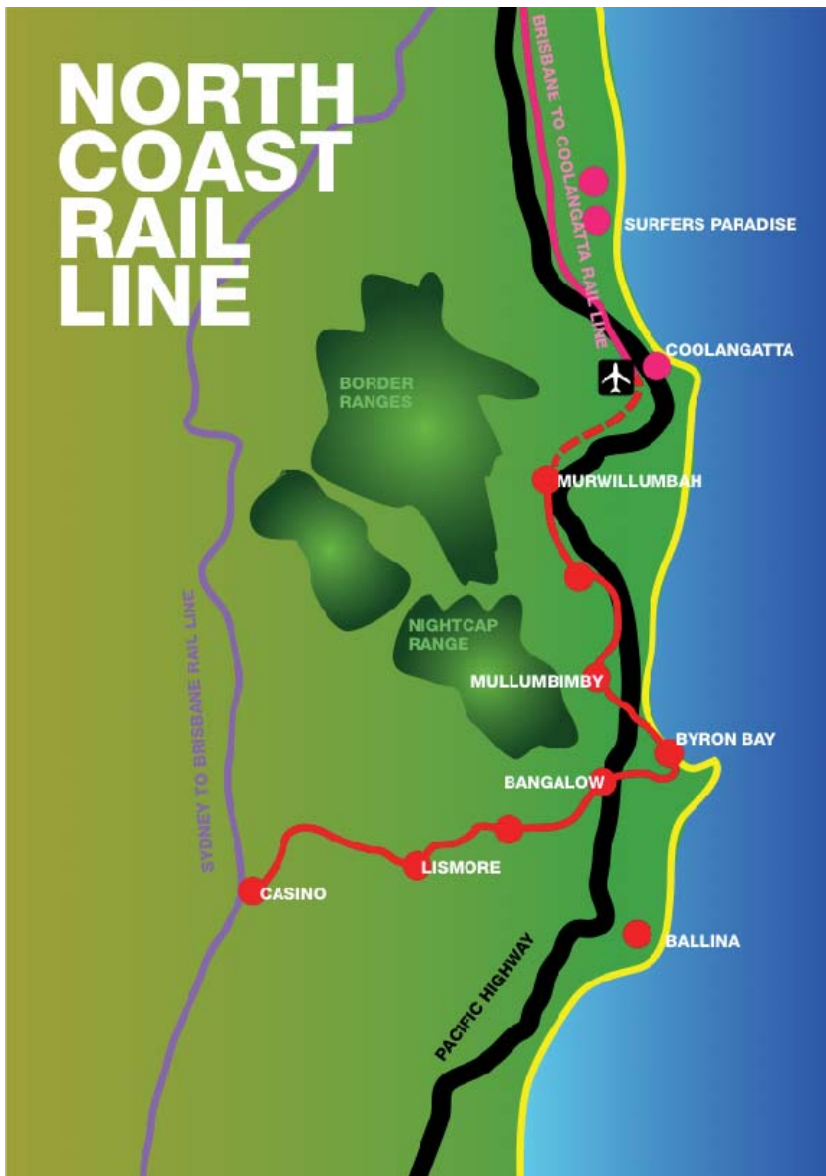 NORTH
COAST
RAIL
LINE
BRISBANE TO COOLANGATTA RAIL LINE
SURFERS PARADISE
COOLANGATTA
BORDER
RANGES
MURWILLUMBAH
NIGHTCAP
RANGE
MULLUMBIMBY
SYDNEY TO BRISBANE RAIL LINE
BYRON BAY
BANGALOW
LISMORE
CASINO
BALLINA
PACIFIC HIGHWAY